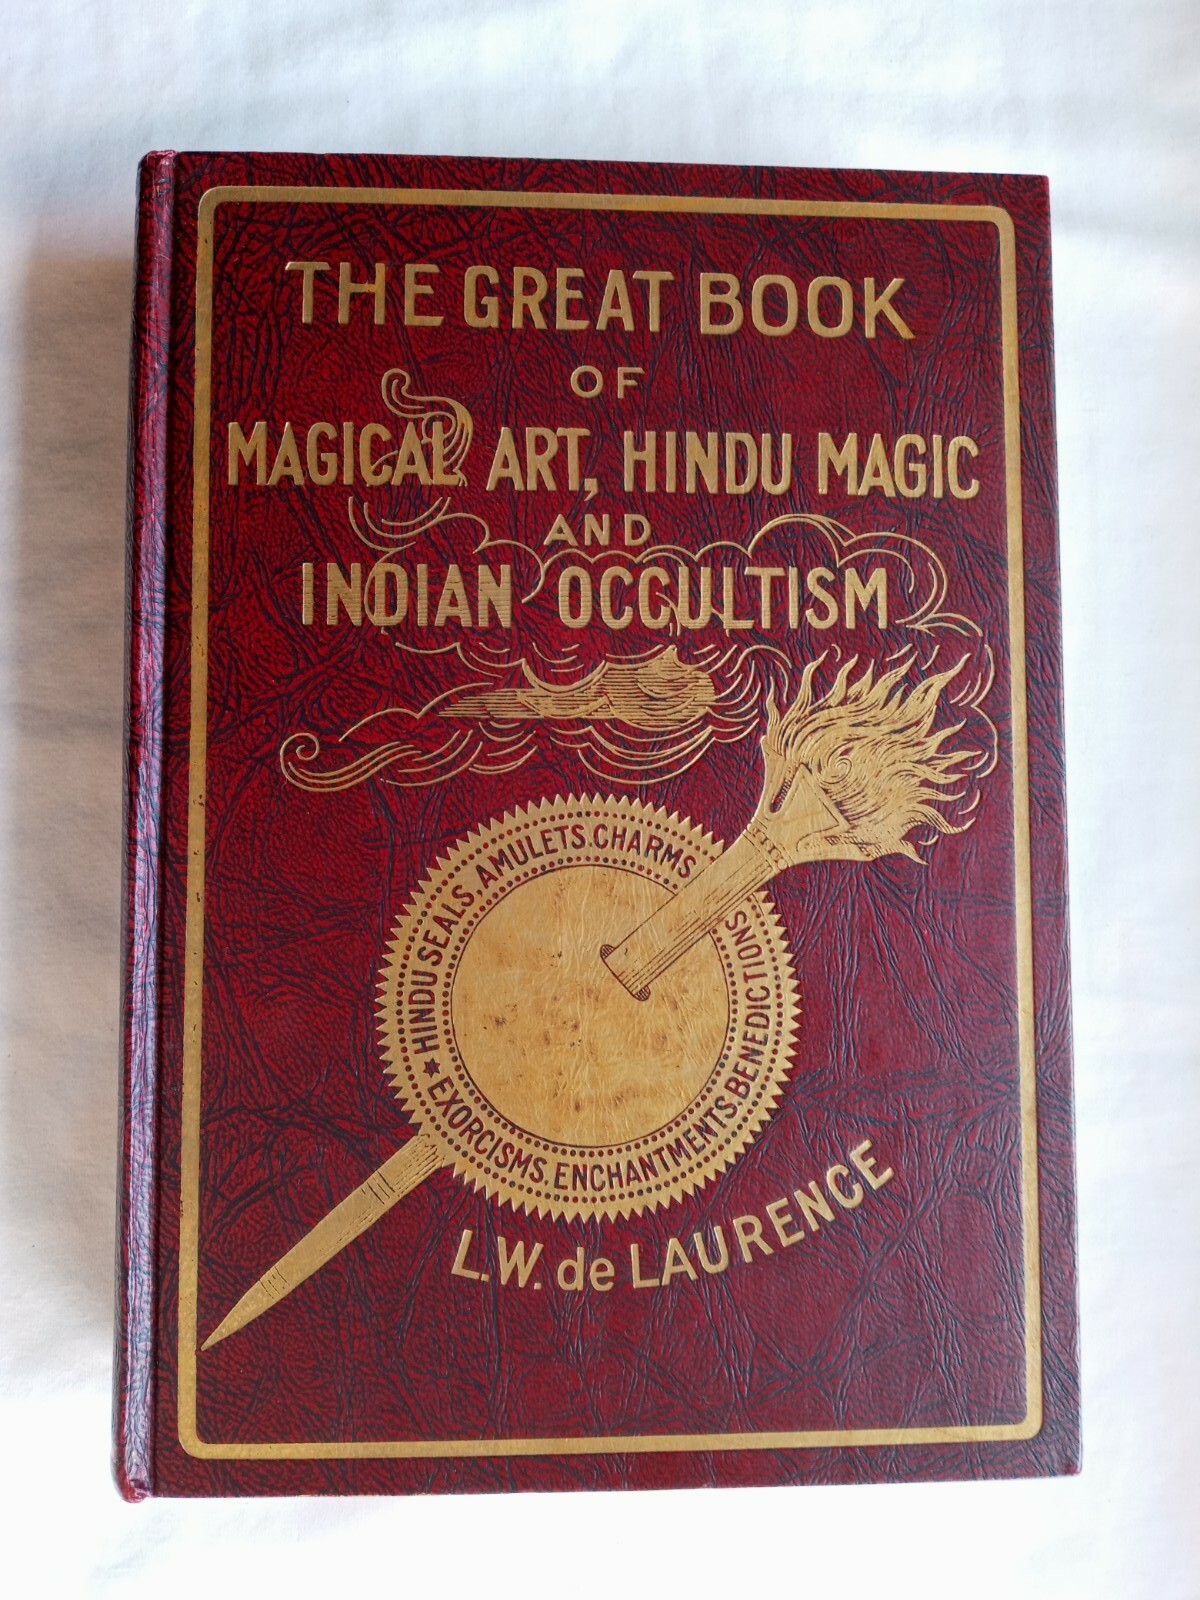 THE GREAT BOOK
OF
MAGICAL ART, HINDU MAGIC
AND
INDIAN OCCULTISM
HINDU SEALS. AMULETS. CHARMS
EXORCISMS. ENCHANTMENTS. BENEDICTIONS
L.W. de LAURENCE